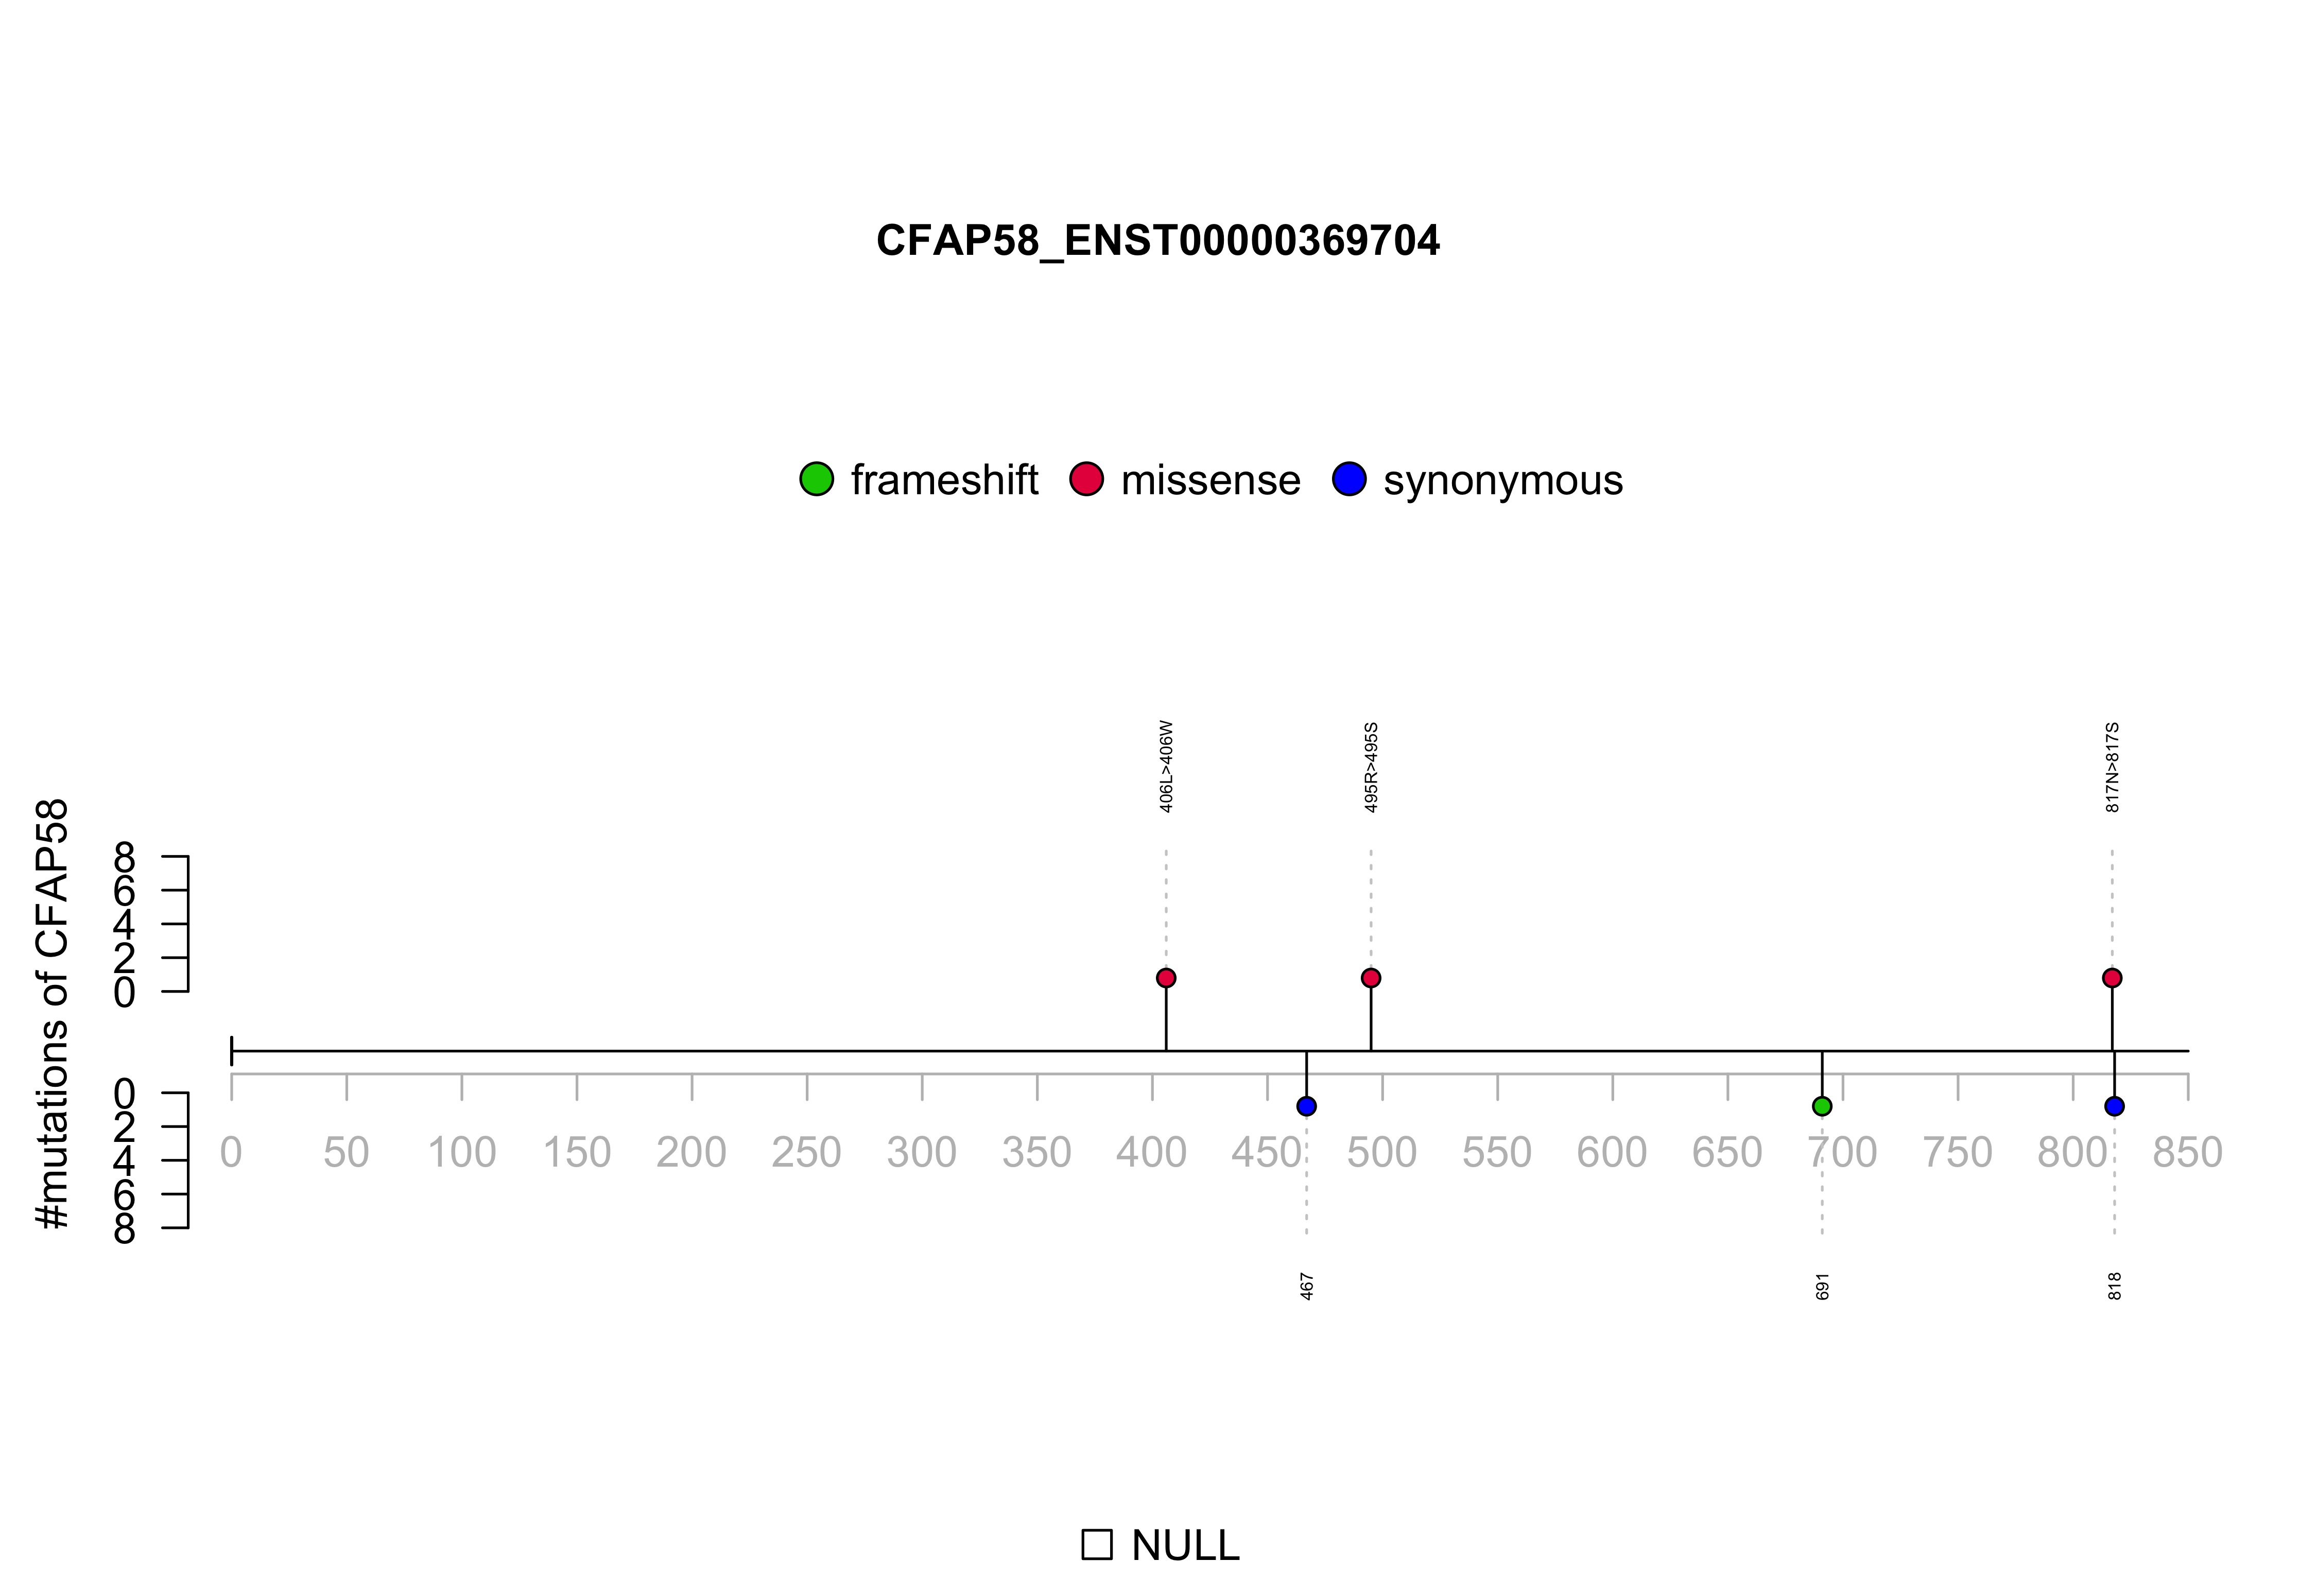 CFAP58_ENST00000369704
frameshift missense synonymous
406L>406W 495R>495S 817N>817S
#mutations of CFAP58
8
6
4
2
0
0
2
4
6
8
0 50 100 150 200 250 300 350 400 450 500 550 600 650 700 750 800 850
467 691 818
NULL